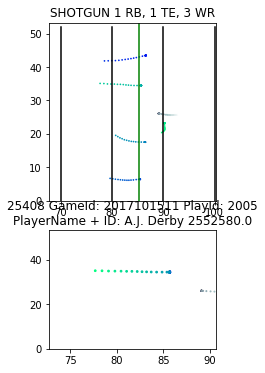 SHOTGUN 1 RB, 1 TE, 3 WR
50
40
30
20
10
0
70 80 90 100
25408 GameId: 2017101511 PlayId: 2005
PlayerName + ID: A.J. Derby 2552580.0
40
20
0
75 80 85 90